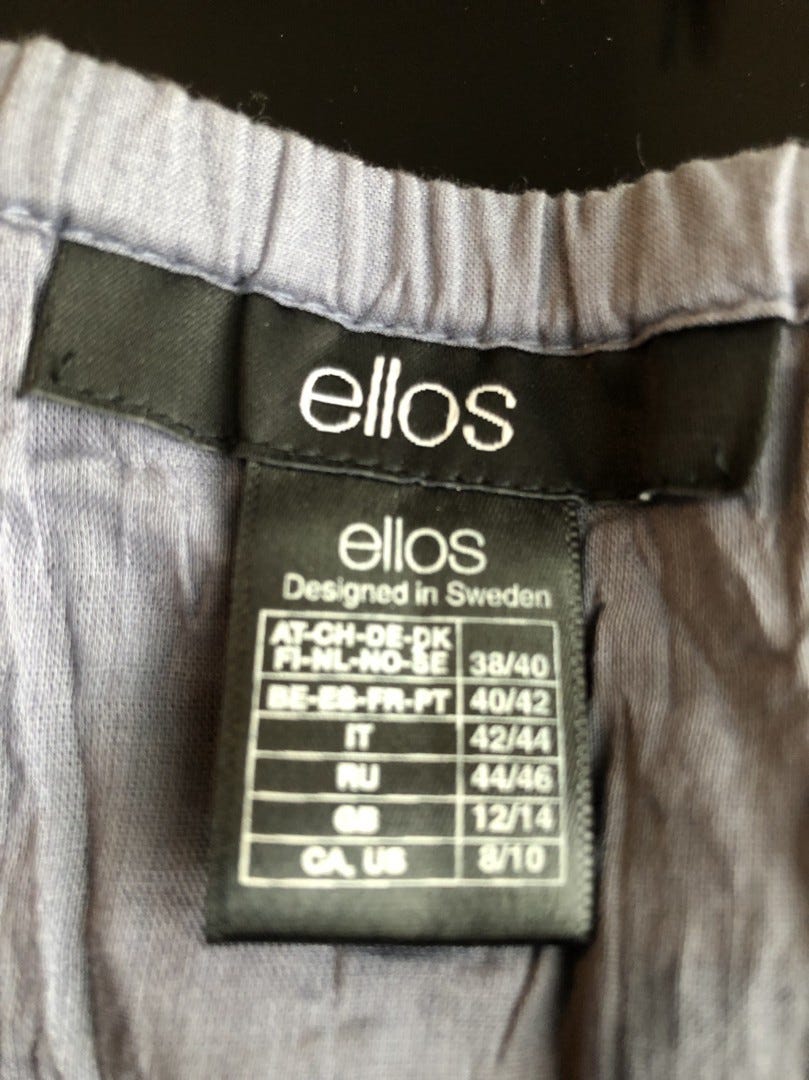 ellos
ellos
Designed in Sweden
AT-CH-DE-DK
FI-NL-NO-SE 38/40
BE-ES-FR-PT 40/42
IT 42/44
RU 44/46
GB 12/14
CA, US 8/10